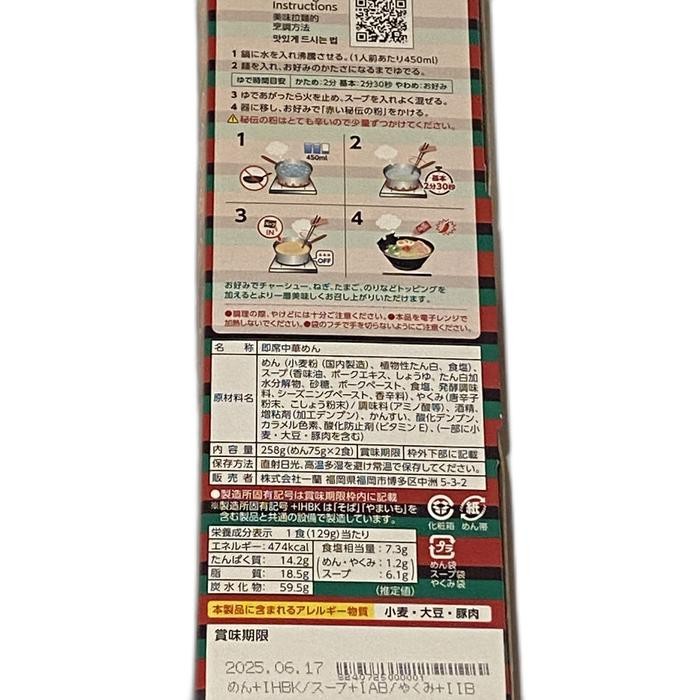 Instructions
美味拉麺的
烹調方法
맛있게 드시는 법
1 鍋に水を入れ沸騰させる。(1人前あたり450ml)
2 麺を入れ、お好みのかたさになるまでゆでる。
ゆで時間目安 かため:2分 基本:2分30秒 やわめ:お好み
3 ゆであがったら火を止め、スープを入れよく混ぜる。
4 器に移し、お好みで「赤い秘伝の粉」をかける。
⚠秘伝の粉はとても辛いので少量ずつかけてください。
1
450ml
2
基本
2分30秒
3
IN
OFF
4
お好みでチャーシュー、ねぎ、たまご、のりなどトッピングを
加えるとより一層美味しくお召し上がりいただけます。
●調理の際、やけどには十分ご注意ください。●本品を電子レンジで
加熱しないでください。●袋のフチで手を切らないようにご注意ください。
名 称 即席中華めん
原材料名
めん(小麦粉(国内製造)、植物性たん白、食塩)、
スープ(香味油、ポークエキス、しょうゆ、たん白加
水分解物、砂糖、ポークペースト、食塩、発酵調味
料、シーズニングペースト、香辛料)、やくみ(唐辛子
粉末、こしょう粉末)/調味料(アミノ酸等)、酒精、
増粘剤(加工デンプン)、かんすい、酸化デンプン、
カラメル色素、酸化防止剤(ビタミンE)、(一部に小
麦・大豆・豚肉を含む)
内 容 量 258g(めん75g×2食) 賞味期限 枠外下部に記載
保存方法 直射日光、高温多湿を避け常温で保存してください。
販 売 者 株式会社一蘭 福岡県福岡市博多区中洲 5-3-2
●製造所固有記号は賞味期限枠内に記載
※製造所固有記号 +IHBK は「そば」「やまいも」を
含む製品と共通の設備で製造しています。
化粧箱
紙
めん帯
栄養成分表示 1食(129g)当たり
エネルギー: 474kcal
たんぱく質: 14.2g
脂 質: 18.5g
炭水化物: 59.5g
食塩相当量: 7.3g
(めん・やくみ: 1.2g
スープ : 6.1g)
(推定値)
プラ
めん袋
スープ袋
やくみ袋
本製品に含まれるアレルギー物質 小麦・大豆・豚肉
賞味期限
2025.06.17
めん+IHBK/スープ+IAB/やくみ+IIB